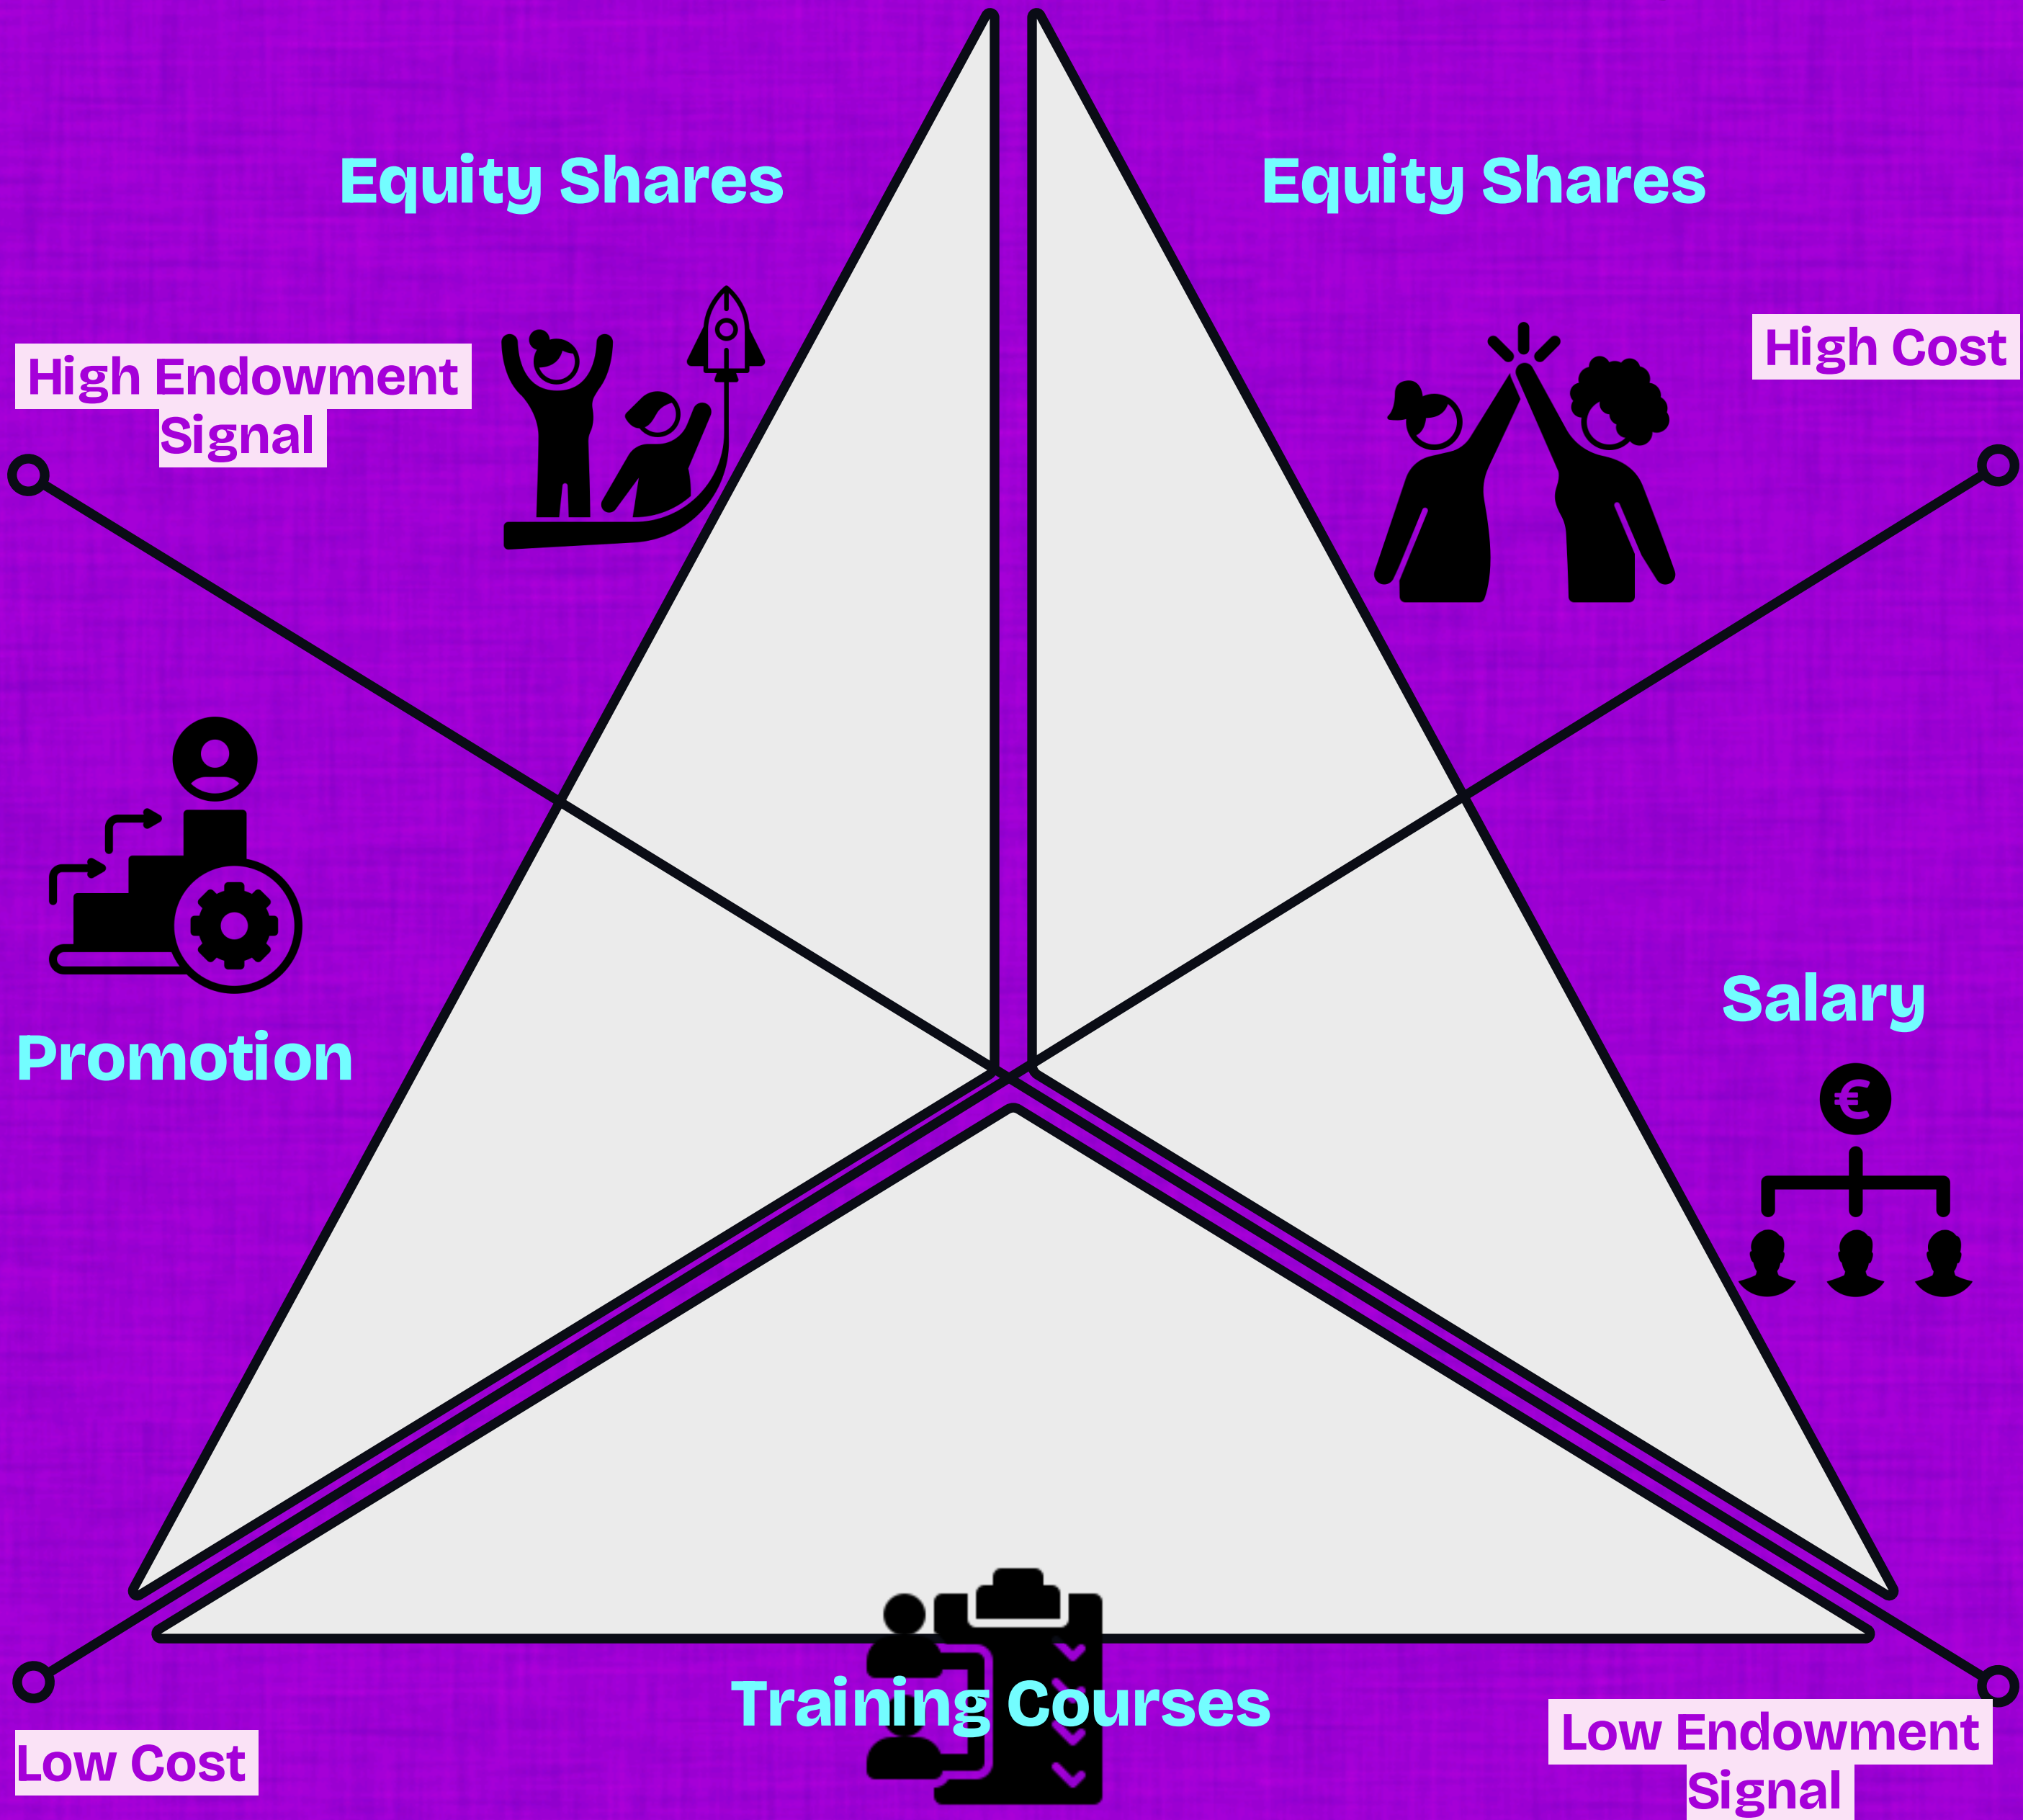 Equity Shares
Equity Shares
High Endowment
Signal
High Cost
Promotion
Salary
€
Training Courses
Low Cost
Low Endowment
Signal